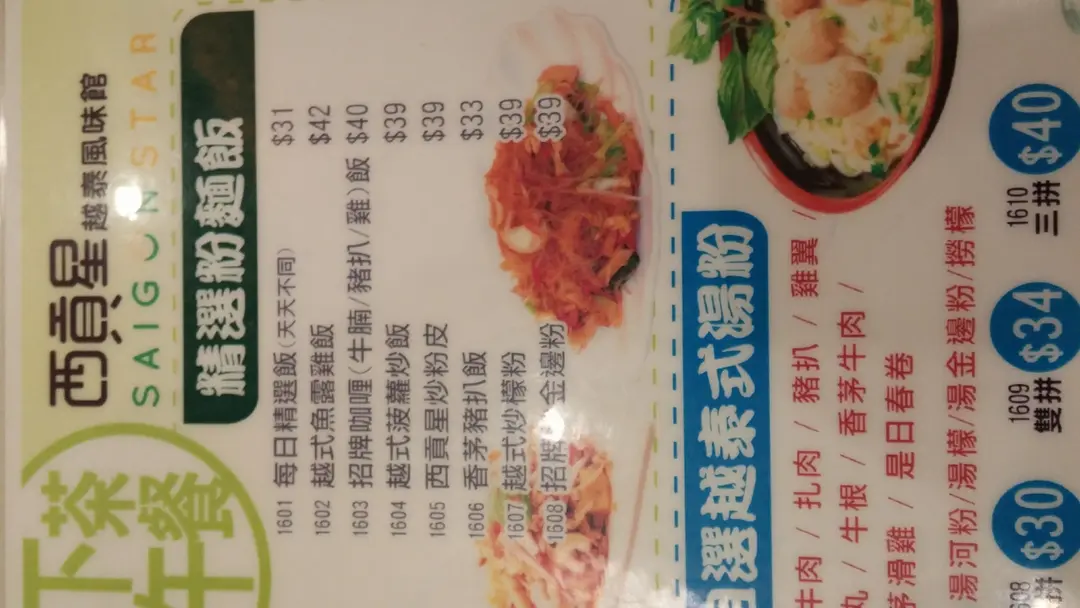 西貢星 越泰風味館
SAIGON STAR
下午茶餐
精選粉麵飯
1601 每日精選飯(天天不同) $31
1602 越式魚露雞飯 $42
1603 招牌咖喱(牛腩/豬扒/雞)飯 $40
1604 越式菠蘿炒飯 $39
1605 西貢星炒粉皮 $39
1606 香茅豬扒飯 $33
1607 越式炒檬粉 $39
1608 招牌 金邊粉 $39
自選越泰式湯粉
牛肉 / 扎肉 / 豬扒 / 雞翼 /
丸 / 牛根 / 香茅牛肉 /
茅滑雞 / 是日春卷
湯河粉/湯檬/湯金邊粉/撈檬
拼 $30
1609 雙拼 $34
1610 三拼 $40